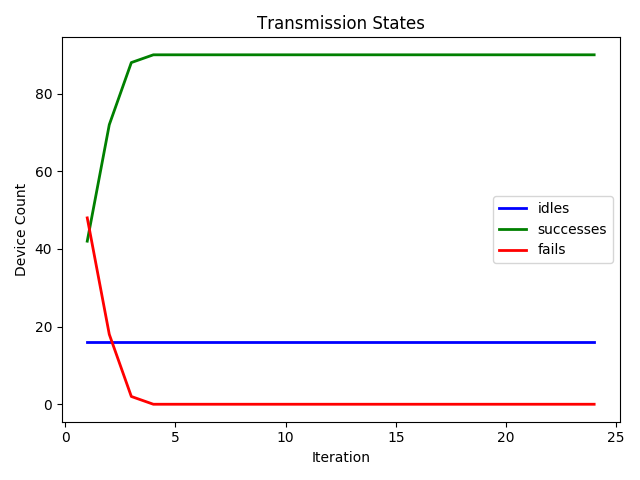 Transmission States
Device Count
80
60
40
20
0
idles
successes
fails
0 5 10 15 20 25
Iteration